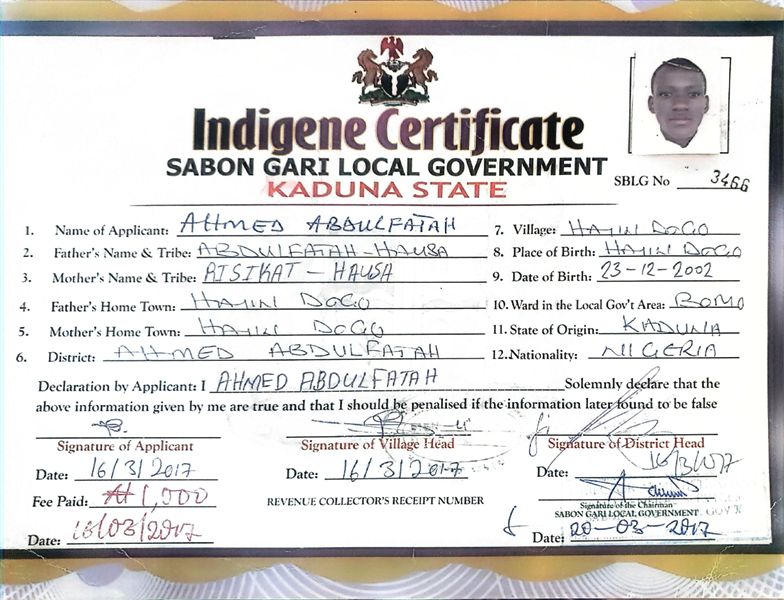 Indigene Certificate
SABON GARI LOCAL GOVERNMENT
KADUNA STATE
SBLG No 3466
1. Name of Applicant: AHMED ABDULFATAH
2. Father's Name & Tribe: ABDULFATAH - HAUSA
3. Mother's Name & Tribe: RISIKAT - HAUSA
4. Father's Home Town: HAYIN DOGO
5. Mother's Home Town: HAYIN DOGO
6. District: AHMED ABDULFATAH
7. Village: HAYIN DOGO
8. Place of Birth: HAYIN DOGO
9. Date of Birth: 23-12-2002
10. Ward in the Local Gov't Area: BOMO
11. State of Origin: KADUNA
12. Nationality: NIGERIA
Declaration by Applicant: I AHMED ABDULFATAH Solemnly declare that the
above information given by me are true and that I should be penalised if the information later found to be false
Signature of Applicant
Date: 16/3/2017
Fee Paid: ₦1,000
Date: 16/03/2017
Signature of Village Head
Date: 16/3/2017
REVENUE COLLECTOR'S RECEIPT NUMBER
Signature of District Head
Date: 16/3/2017
Signature of the Chairman
SABON GARI LOCAL GOVERNMENT
Date: 20-03-2017